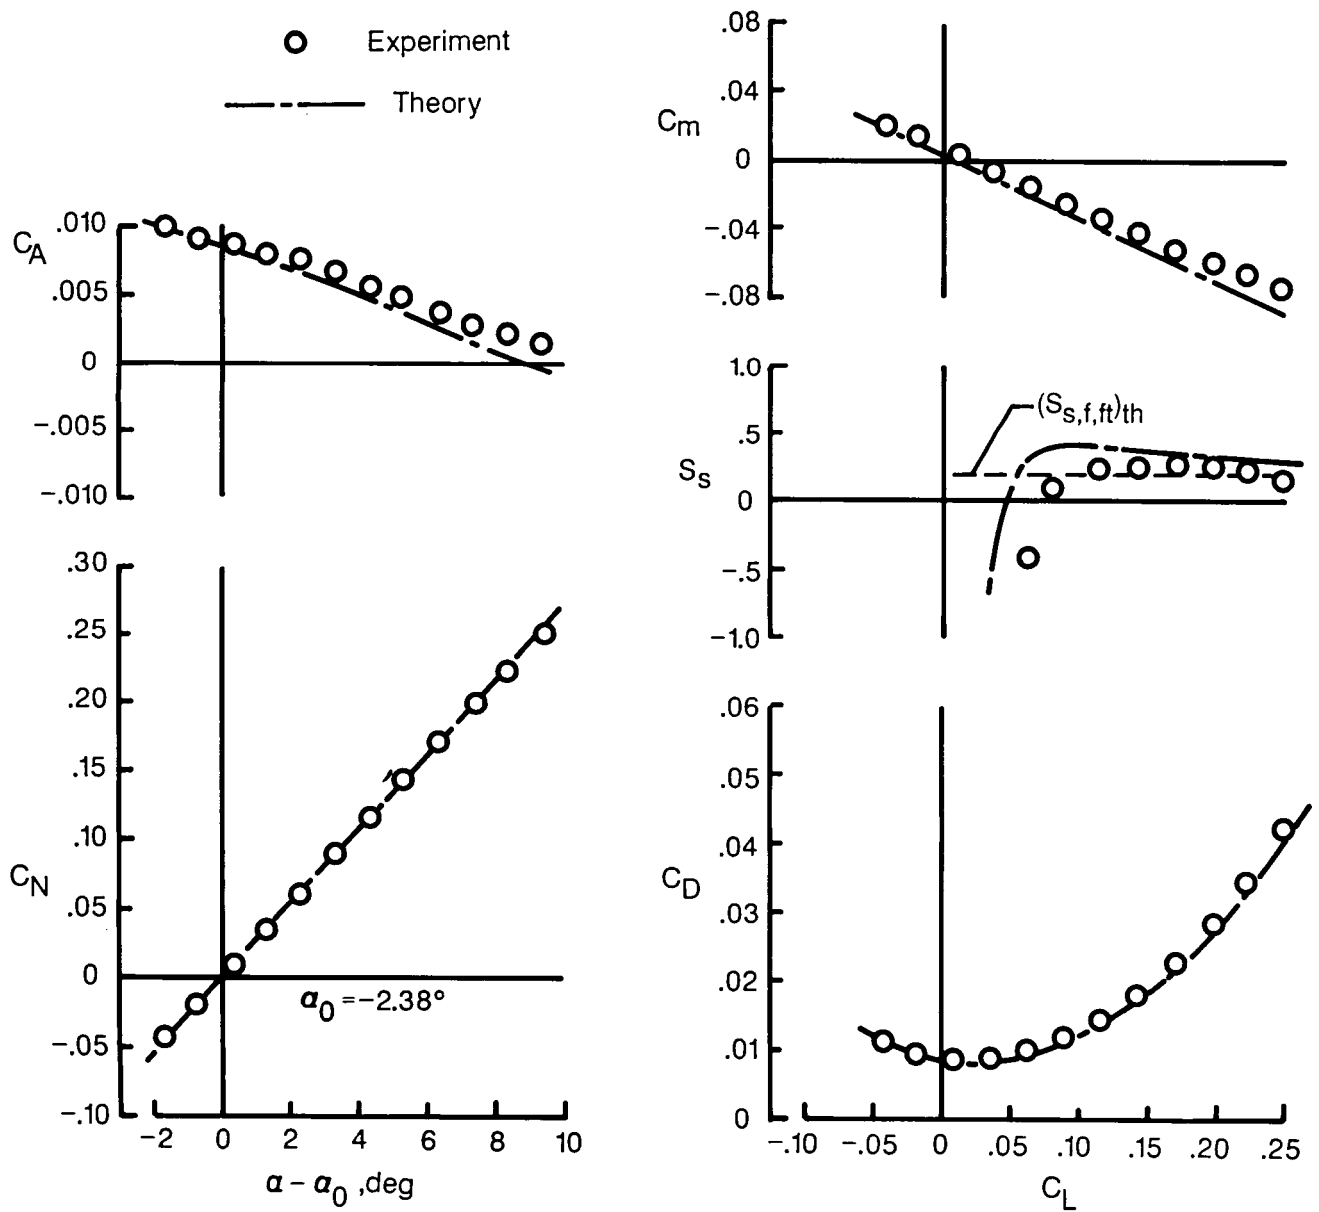 Experiment
Theory
C_A
.010
.005
0
-.005
-.010
C_N
.30
.25
.20
.15
.10
.05
0
-.05
-.10
α₀ = -2.38°
-2 0 2 4 6 8 10
α - α₀ ,deg
C_m
.08
.04
0
-.04
-.08
S_s
1.0
.5
0
-.5
-1.0
(S_s,f,ft)th
C_D
.06
.05
.04
.03
.02
.01
0
-.10 -.05 0 .05 .10 .15 .20 .25
C_L